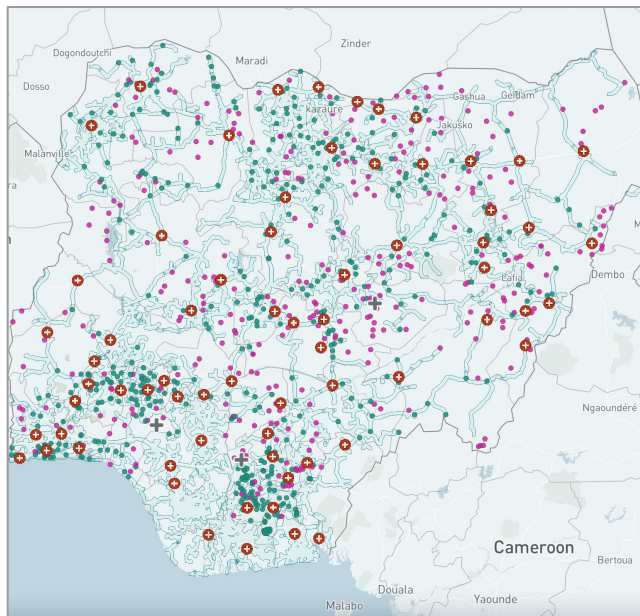 Zinder
Dogondoutchi
Maradi
Dosso
Gashua
Geidam
kazaure
Jakusko
Malanville
Lafia
Dembo
Ngaoundéré
Cameroon
Bertoua
Douala
Yaounde
Malabo